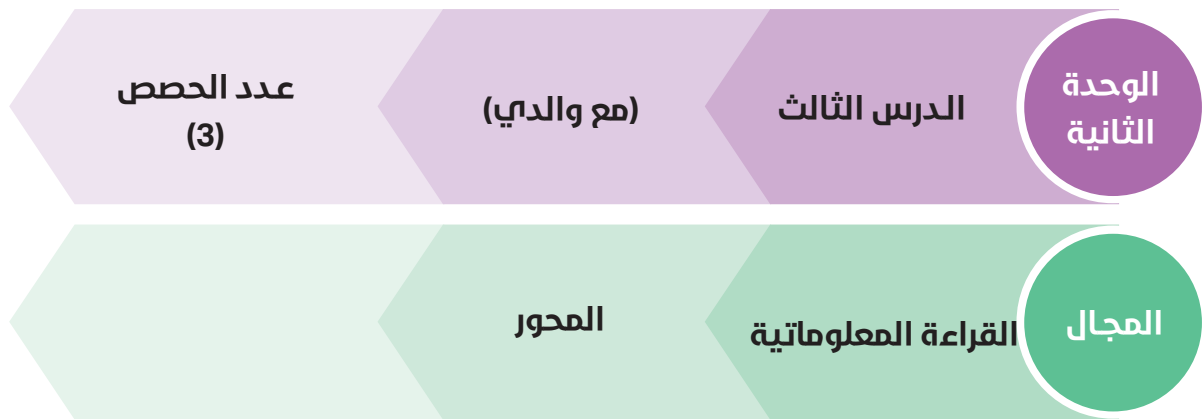 الوحدة
الثانية
الدرس الثالث
(مع والدي)
عدد الحصص
(3)
المجال
القراءة المعلوماتية
المحور